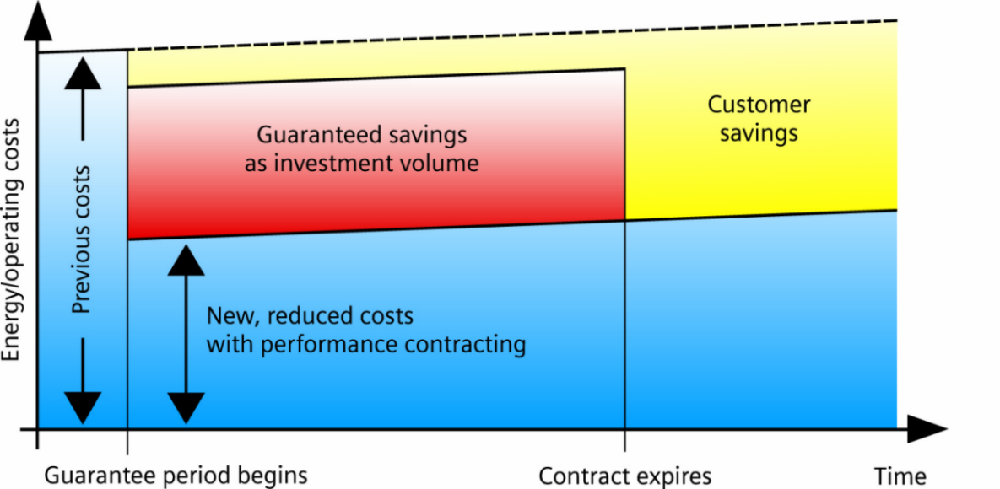 Energy/operating costs
Previous costs
Guaranteed savings
as investment volume
Customer
savings
New, reduced costs
with performance contracting
Guarantee period begins
Contract expires
Time